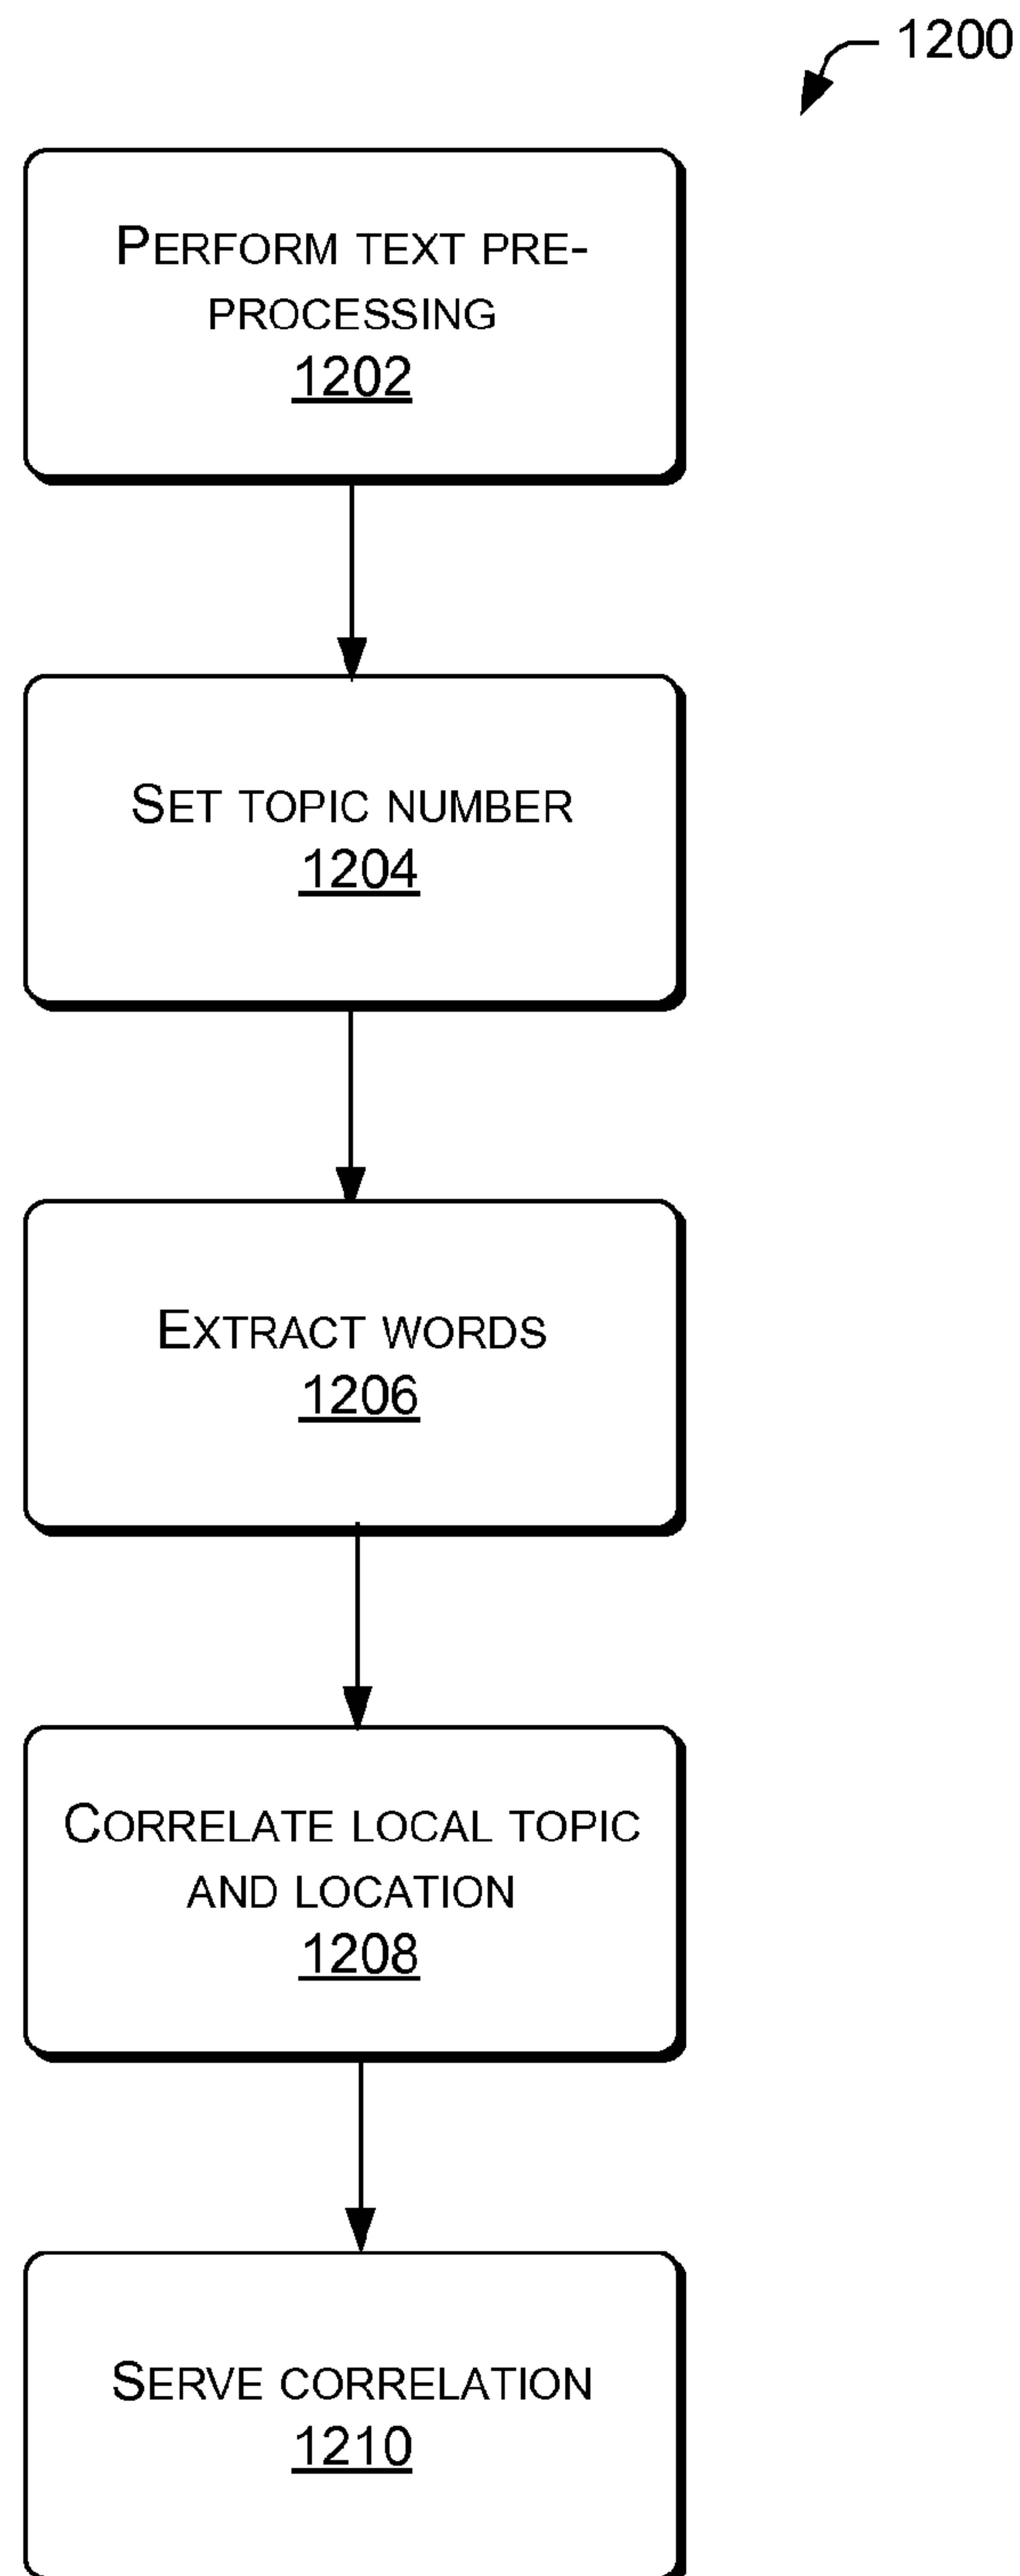 1200
PERFORM TEXT PRE-
PROCESSING
1202
SET TOPIC NUMBER
1204
EXTRACT WORDS
1206
CORRELATE LOCAL TOPIC
AND LOCATION
1208
SERVE CORRELATION
1210